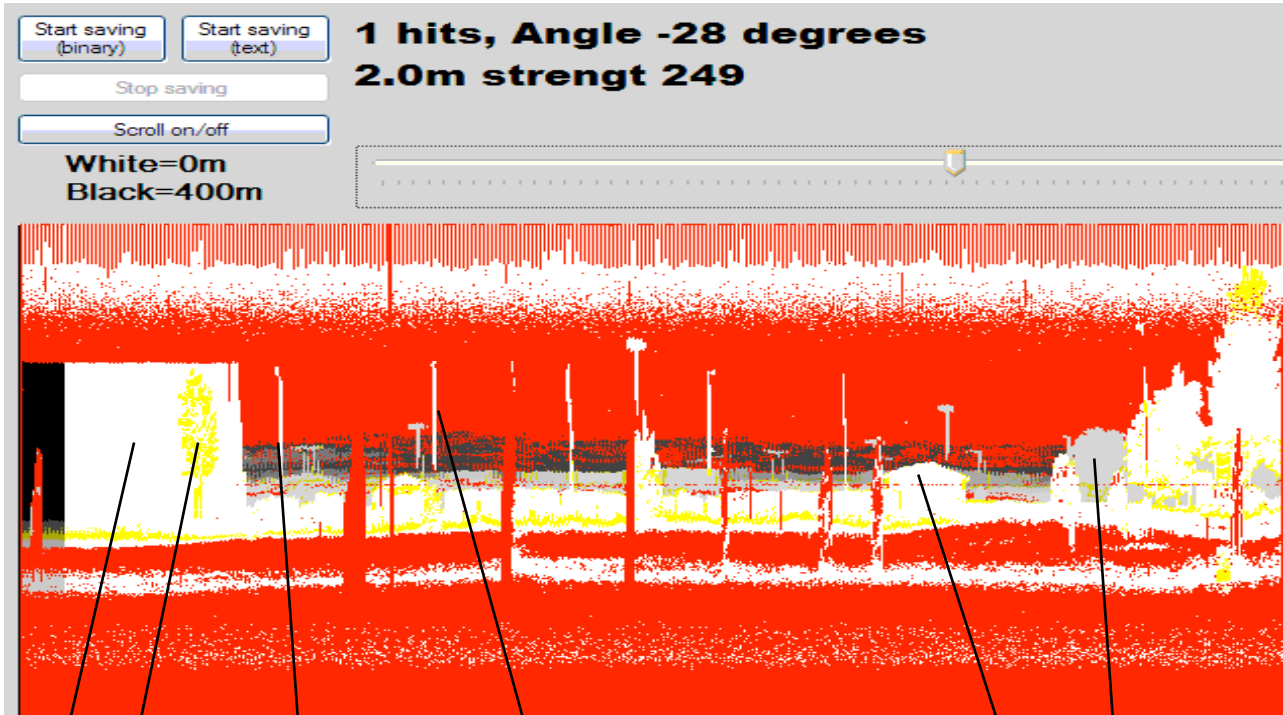 Start saving
(binary)
Start saving
(text)
Stop saving
Scroll on/off
White=0m
Black=400m
1 hits, Angle -28 degrees
2.0m strengt 249